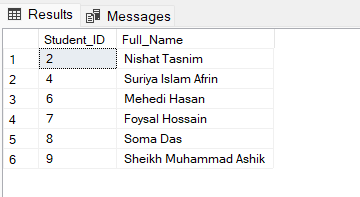 Results Messages
Student_ID Full_Name
1 2 Nishat Tasnim
2 4 Suriya Islam Afrin
3 6 Mehedi Hasan
4 7 Foysal Hossain
5 8 Soma Das
6 9 Sheikh Muhammad Ashik